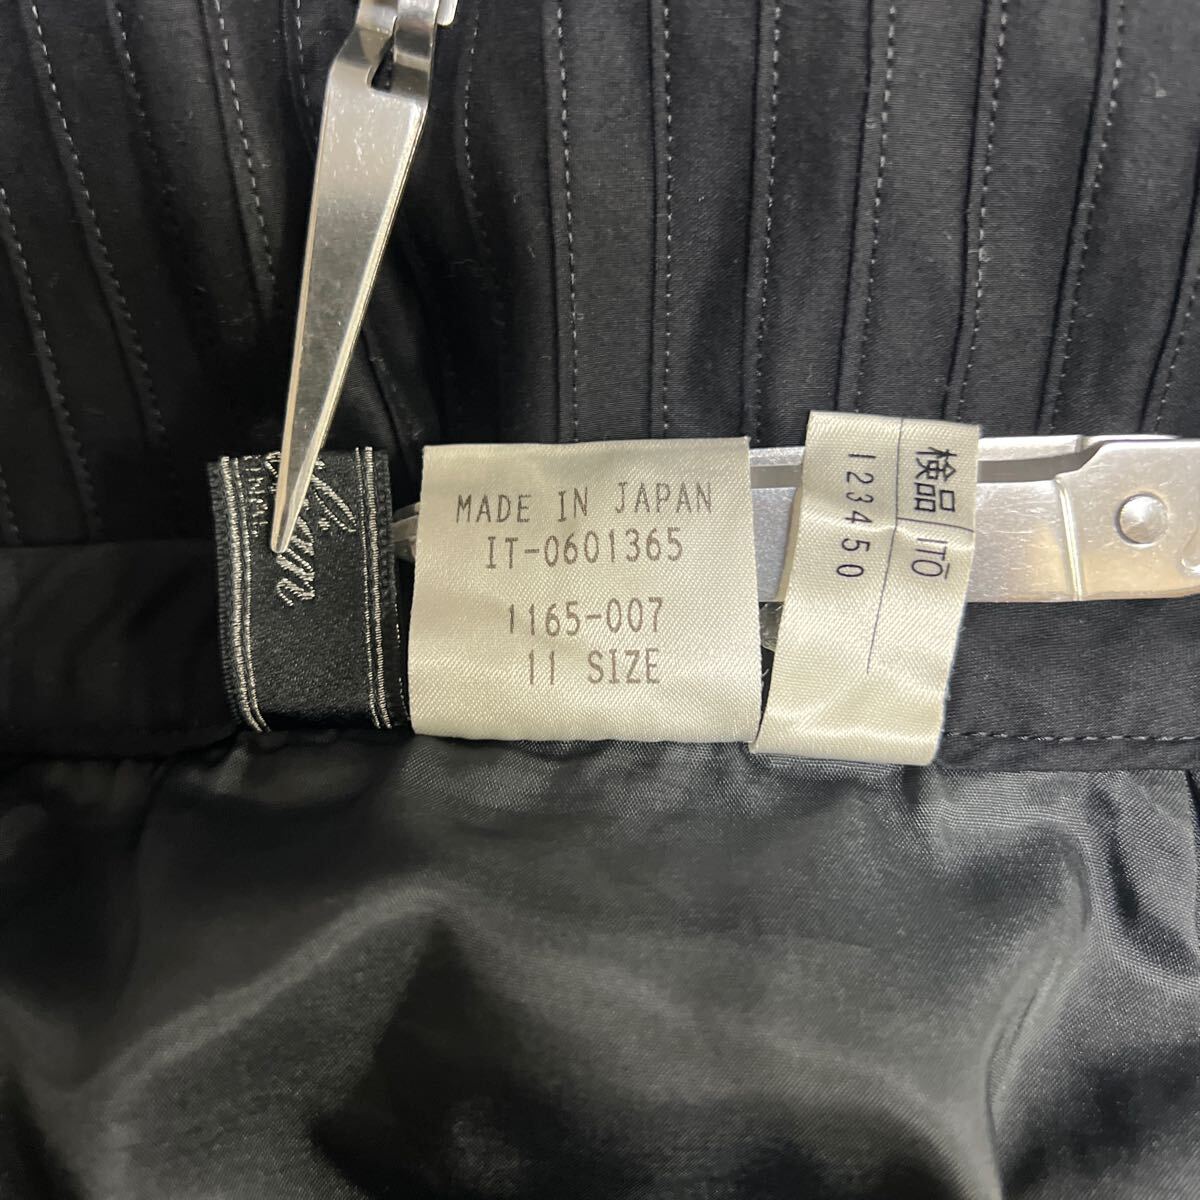 MADE IN JAPAN
IT-0601365
1165-007
11 SIZE
検品 ITŌ
123450